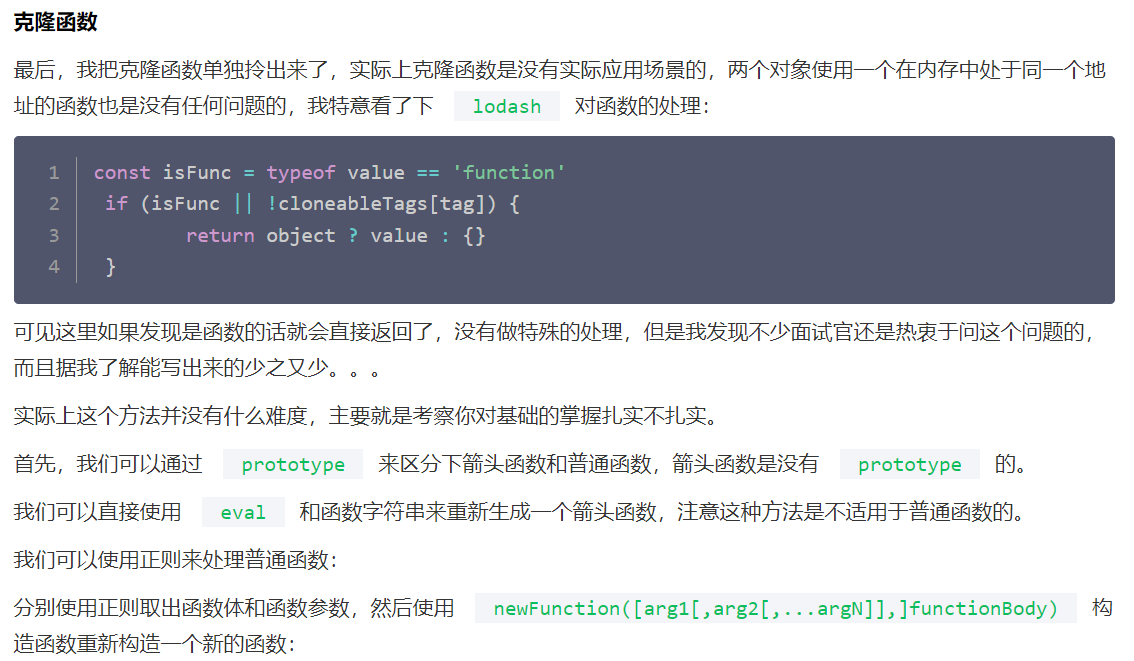 克隆函数
最后，我把克隆函数单独拎出来了，实际上克隆函数是没有实际应用场景的，两个对象使用一个在内存中处于同一个地
址的函数也是没有任何问题的，我特意看了下 lodash 对函数的处理：
1 const isFunc = typeof value == 'function'
2 if (isFunc || !cloneableTags[tag]) {
3 return object ? value : {}
4 }
可见这里如果发现是函数的话就会直接返回了，没有做特殊的处理，但是我发现不少面试官还是热衷于问这个问题的，
而且据我了解能写出来的少之又少。。。
实际上这个方法并没有什么难度，主要就是考察你对基础的掌握扎实不扎实。
首先，我们可以通过 prototype 来区分下箭头函数和普通函数，箭头函数是没有 prototype 的。
我们可以直接使用 eval 和函数字符串来重新生成一个箭头函数，注意这种方法是不适用于普通函数的。
我们可以使用正则来处理普通函数：
分别使用正则取出函数体和函数参数，然后使用 newFunction([arg1[,arg2[,...argN]],]functionBody) 构
造函数重新构造一个新的函数：